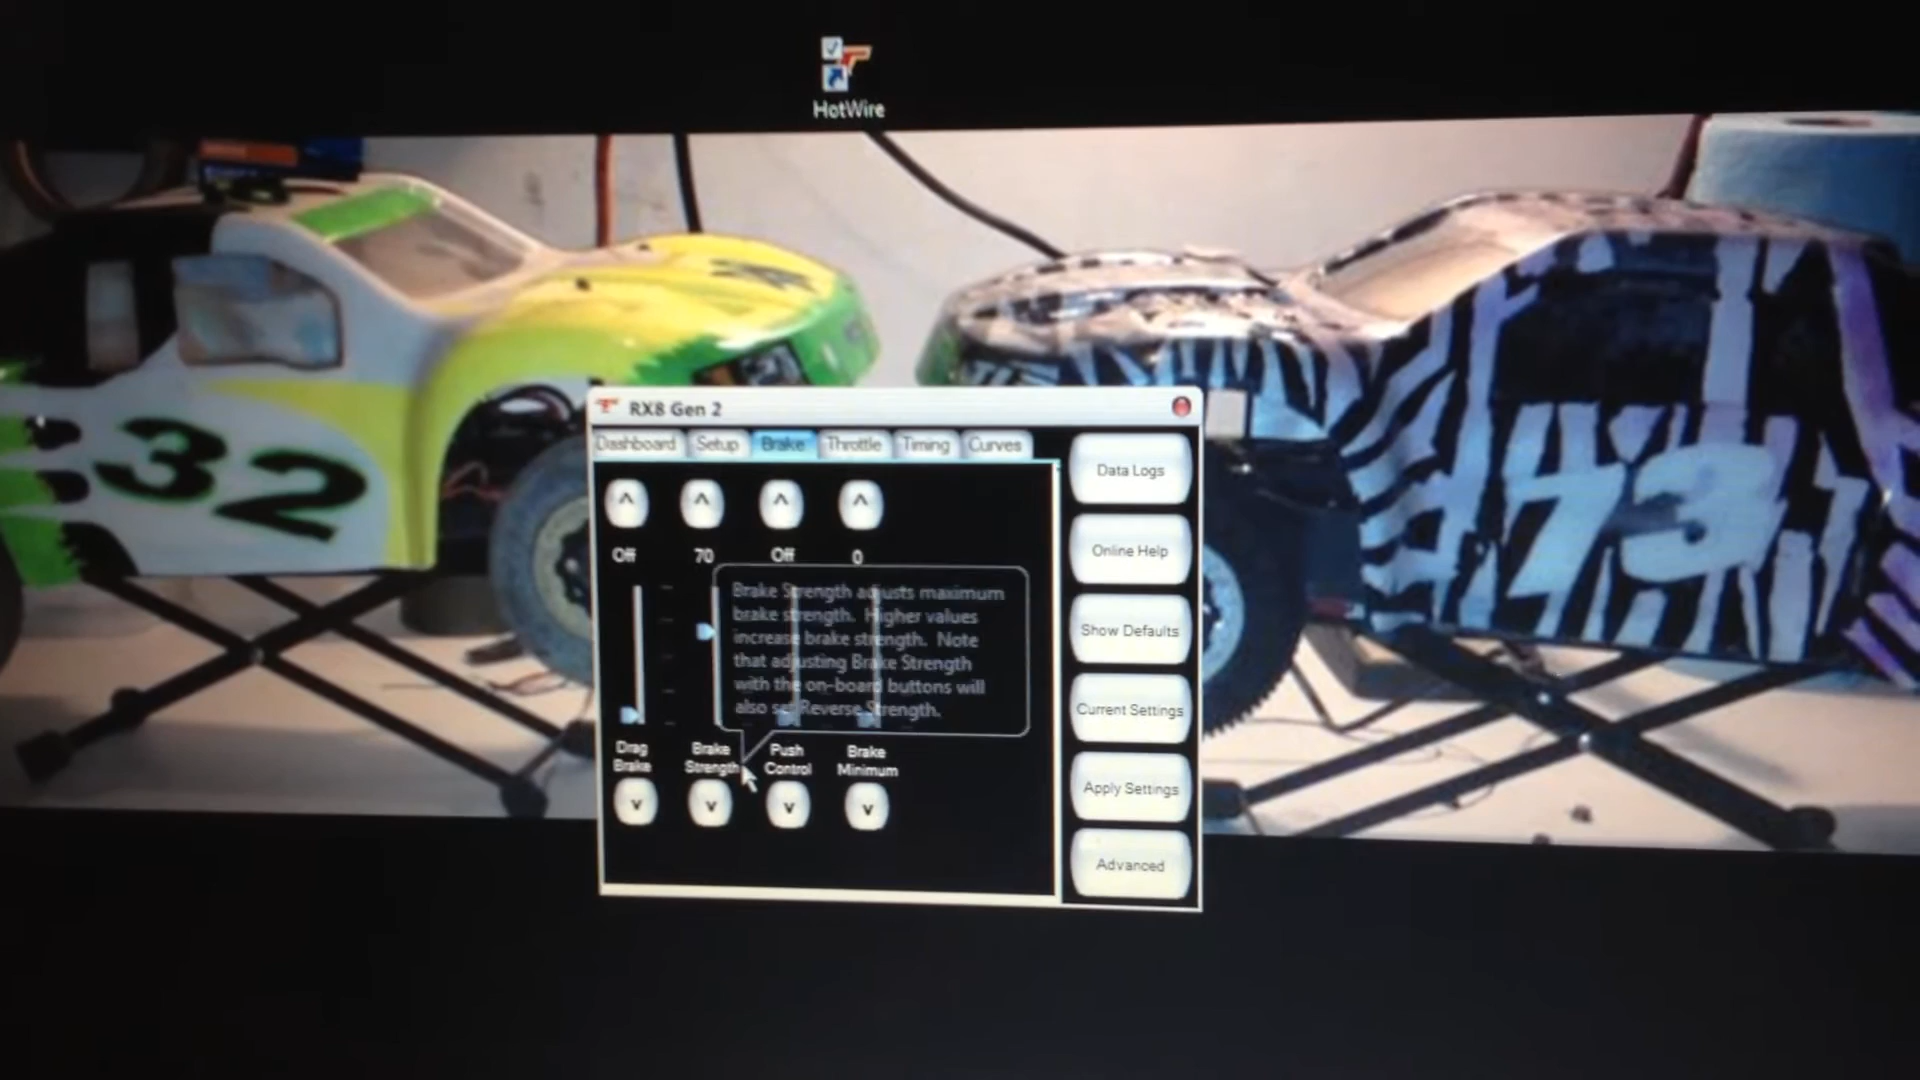 HotWire
32
73
RX8 Gen 2
Dashboard Setup Brake Throttle Timing Curves
Off 70 Off 0
Brake Strength adjusts maximum
brake strength. Higher values
increase brake strength. Note
that adjusting Brake Strength
with the on-board buttons will
also set Reverse Strength.
Drag
Brake
Brake
Strength
Push
Control
Brake
Minimum
Data Logs
Online Help
Show Defaults
Current Settings
Apply Settings
Advanced